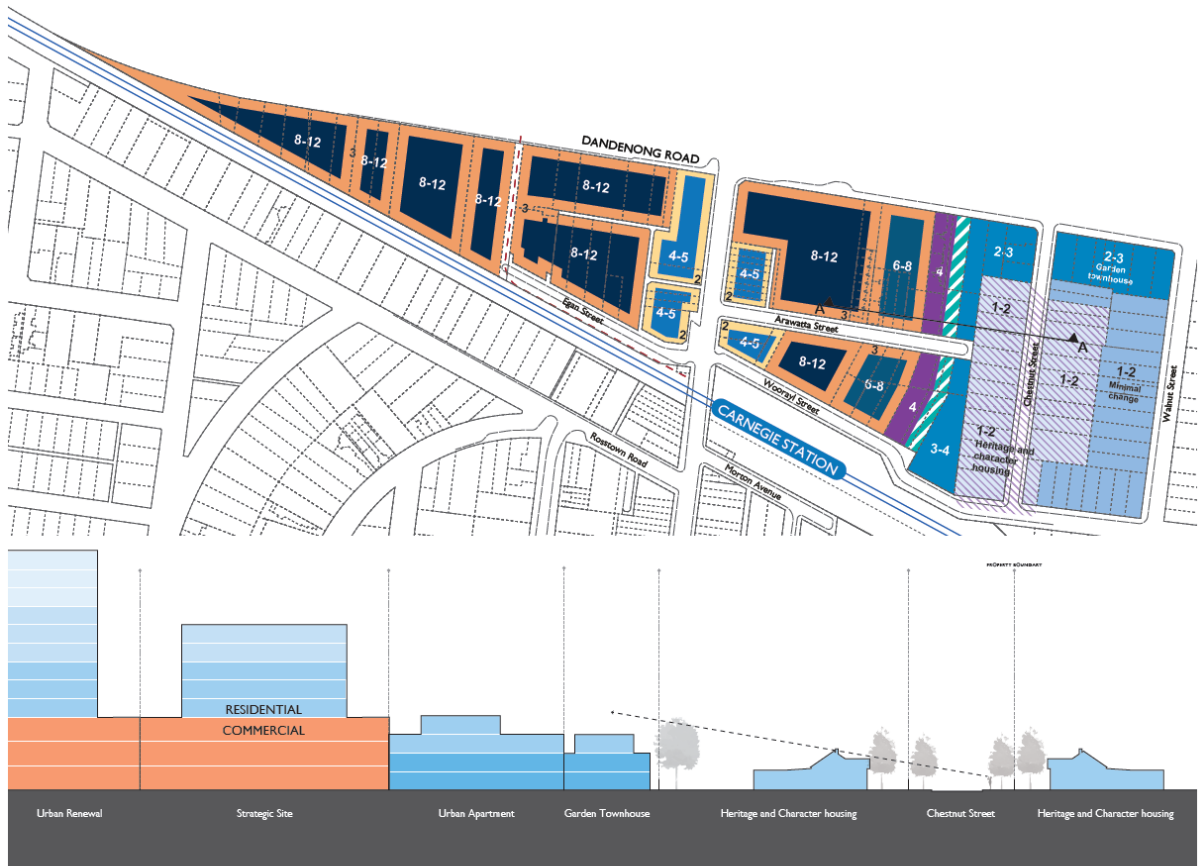 DANDENONG ROAD
8-12
3
8-12
8-12
8-12
8-12
3
8-12
4-5
2
4-5
2
Egan Street
8-12
6-8
4
2-3
2-3
Garden
townhouse
4-5
2
A
3
Arawatta Street
1-2
A
1-2
1-2
Minimal
change
Chestnut Street
Walnut Street
2
4-5
8-12
3
6-8
4
3-4
1-2
Heritage and
character
housing
Woorayl Street
CARNEGIE STATION
Rosstown Road
Morton Avenue
PROPERTY BOUNDARY
RESIDENTIAL
COMMERCIAL
Urban Renewal
Strategic Site
Urban Apartment
Garden Townhouse
Heritage and Character housing
Chestnut Street
Heritage and Character housing